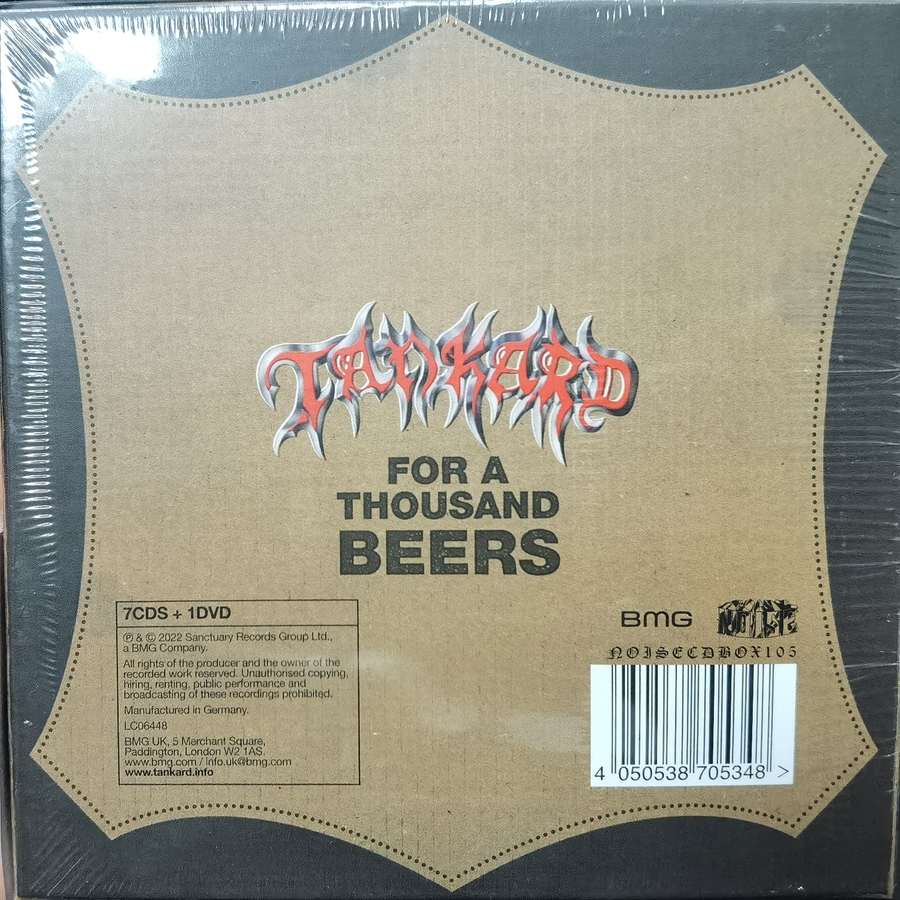 TANKARD
FOR A
THOUSAND
BEERS
7CDS + 1DVD
℗ & © 2022 Sanctuary Records Group Ltd.,
a BMG Company.
All rights of the producer and the owner of the
recorded work reserved. Unauthorised copying,
hiring, renting, public performance and
broadcasting of these recordings prohibited.
Manufactured in Germany.
LC06448
BMG UK, 5 Merchant Square,
Paddington, London W2 1AS.
www.bmg.com / info.uk@bmg.com
www.tankard.info
BMG NOISE
NOISECDBOX105
4 050538 705348 >